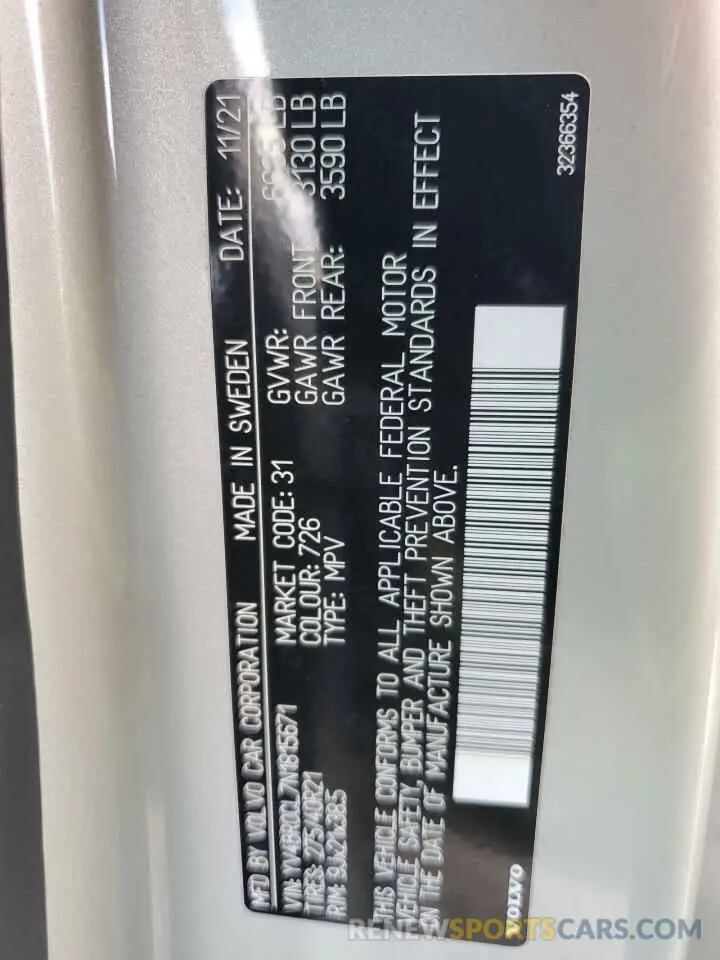 MFD BY VOLVO CAR CORPORATION MADE IN SWEDEN DATE: 11/21
VIN: MARKET CODE: 31 GVWR: LB
TIRES: 275/40R21 COLOUR: 726 GAWR FRONT 3130 LB
RIM: 9JX21X38.5 TYPE: MPV GAWR REAR: 3590 LB
THIS VEHICLE CONFORMS TO ALL APPLICABLE FEDERAL MOTOR
VEHICLE SAFETY, BUMPER AND THEFT PREVENTION STANDARDS IN EFFECT
ON THE DATE OF MANUFACTURE SHOWN ABOVE.
VOLVO
32366354
RENEWSPORTSCARS.COM